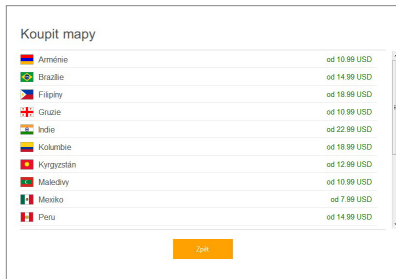 Koupit mapy
Arménie od 10.99 USD
Brazílie od 14.99 USD
Filipíny od 18.99 USD
Gruzie od 10.99 USD
Indie od 22.99 USD
Kolumbie od 18.99 USD
Kyrgyzstán od 12.99 USD
Maledivy od 10.99 USD
Mexiko od 7.99 USD
Peru od 14.99 USD
Zpět